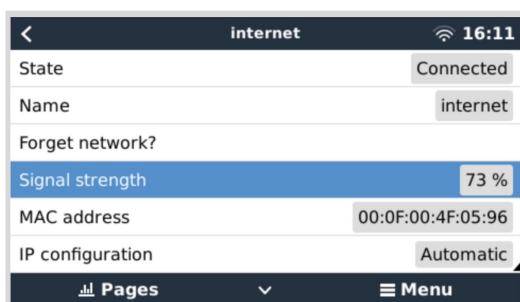 internet 16:11
State Connected
Name internet
Forget network?
Signal strength 73 %
MAC address 00:0F:00:4F:05:96
IP configuration Automatic
Pages Menu